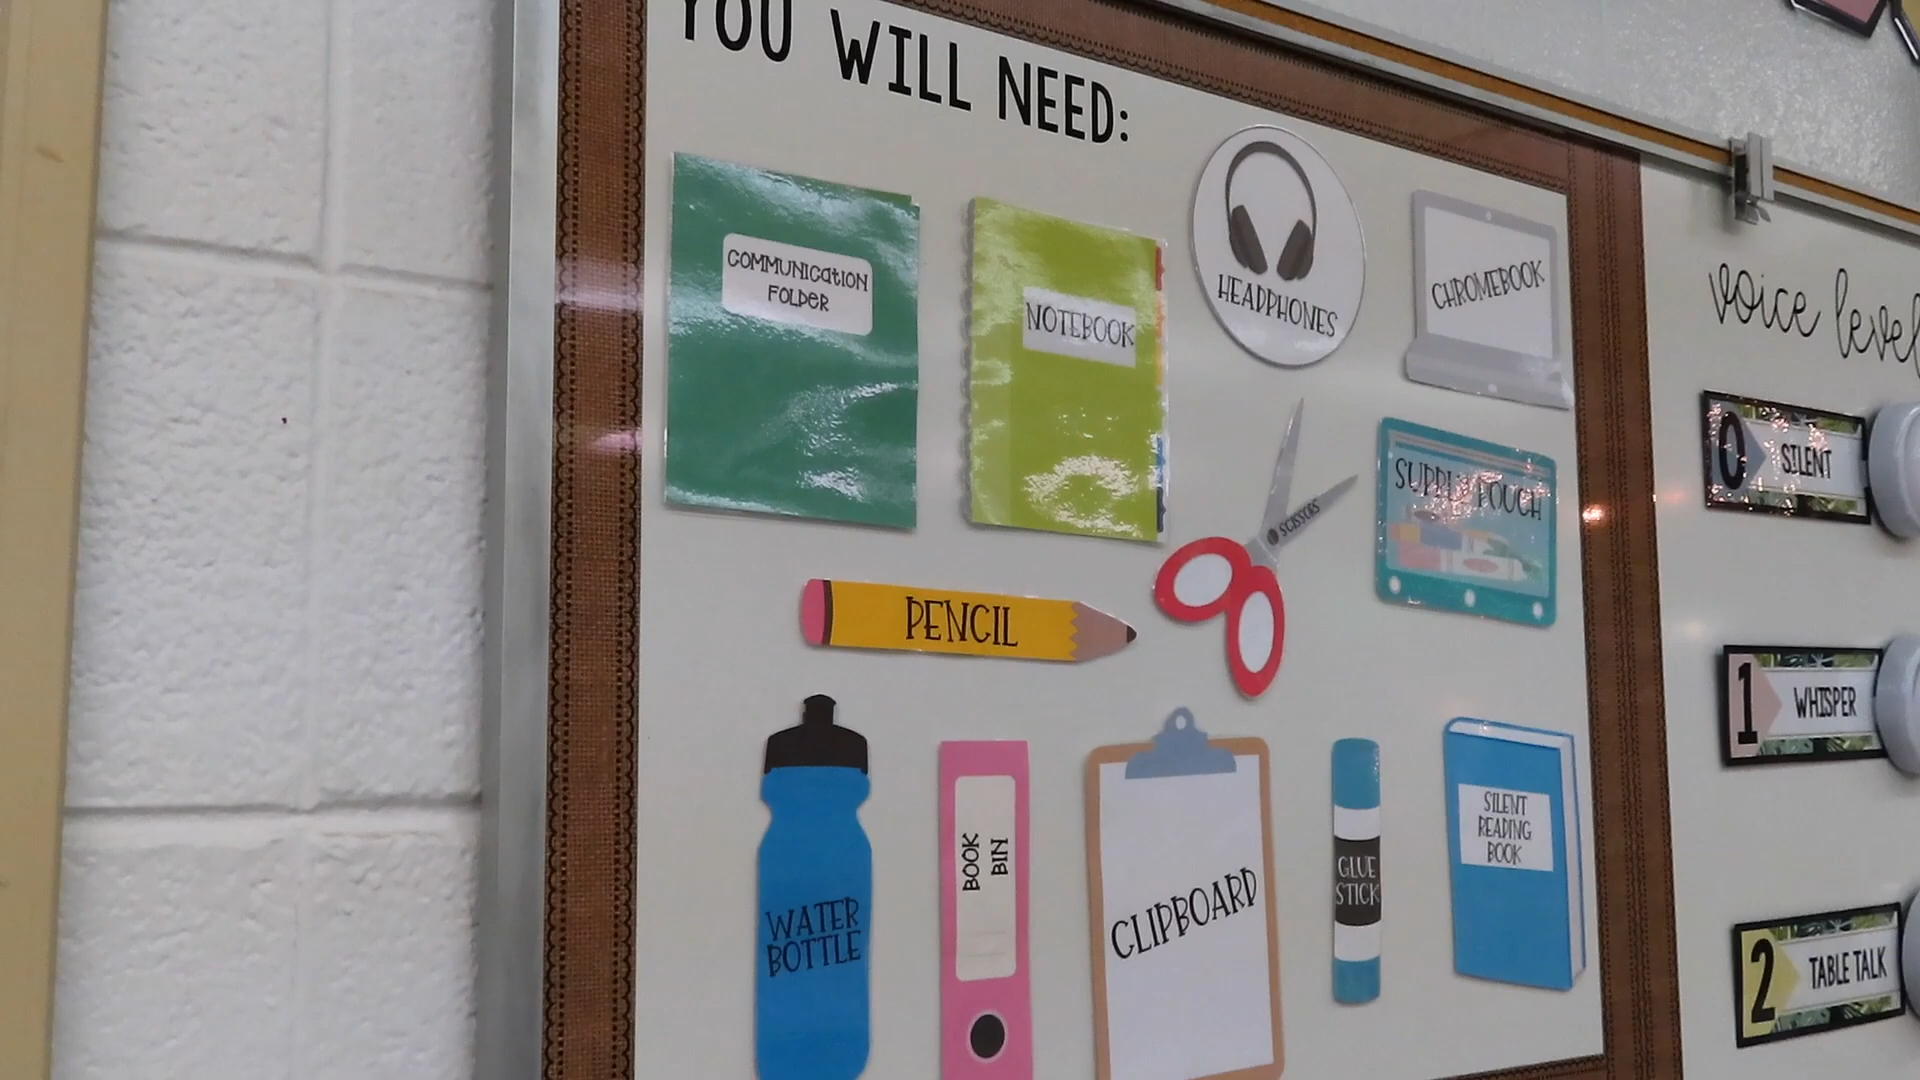 YOU WILL NEED:
COMMUNICATION
FOLDER
NOTEBOOK
HEADPHONES
CHROMEBOOK
SCISSORS
SUPPLY POUCH
PENCIL
WATER
BOTTLE
BOOK
BIN
CLIPBOARD
GLUE
STICK
SILENT
READING
BOOK
voice level
0 SILENT
1 WHISPER
2 TABLE TALK